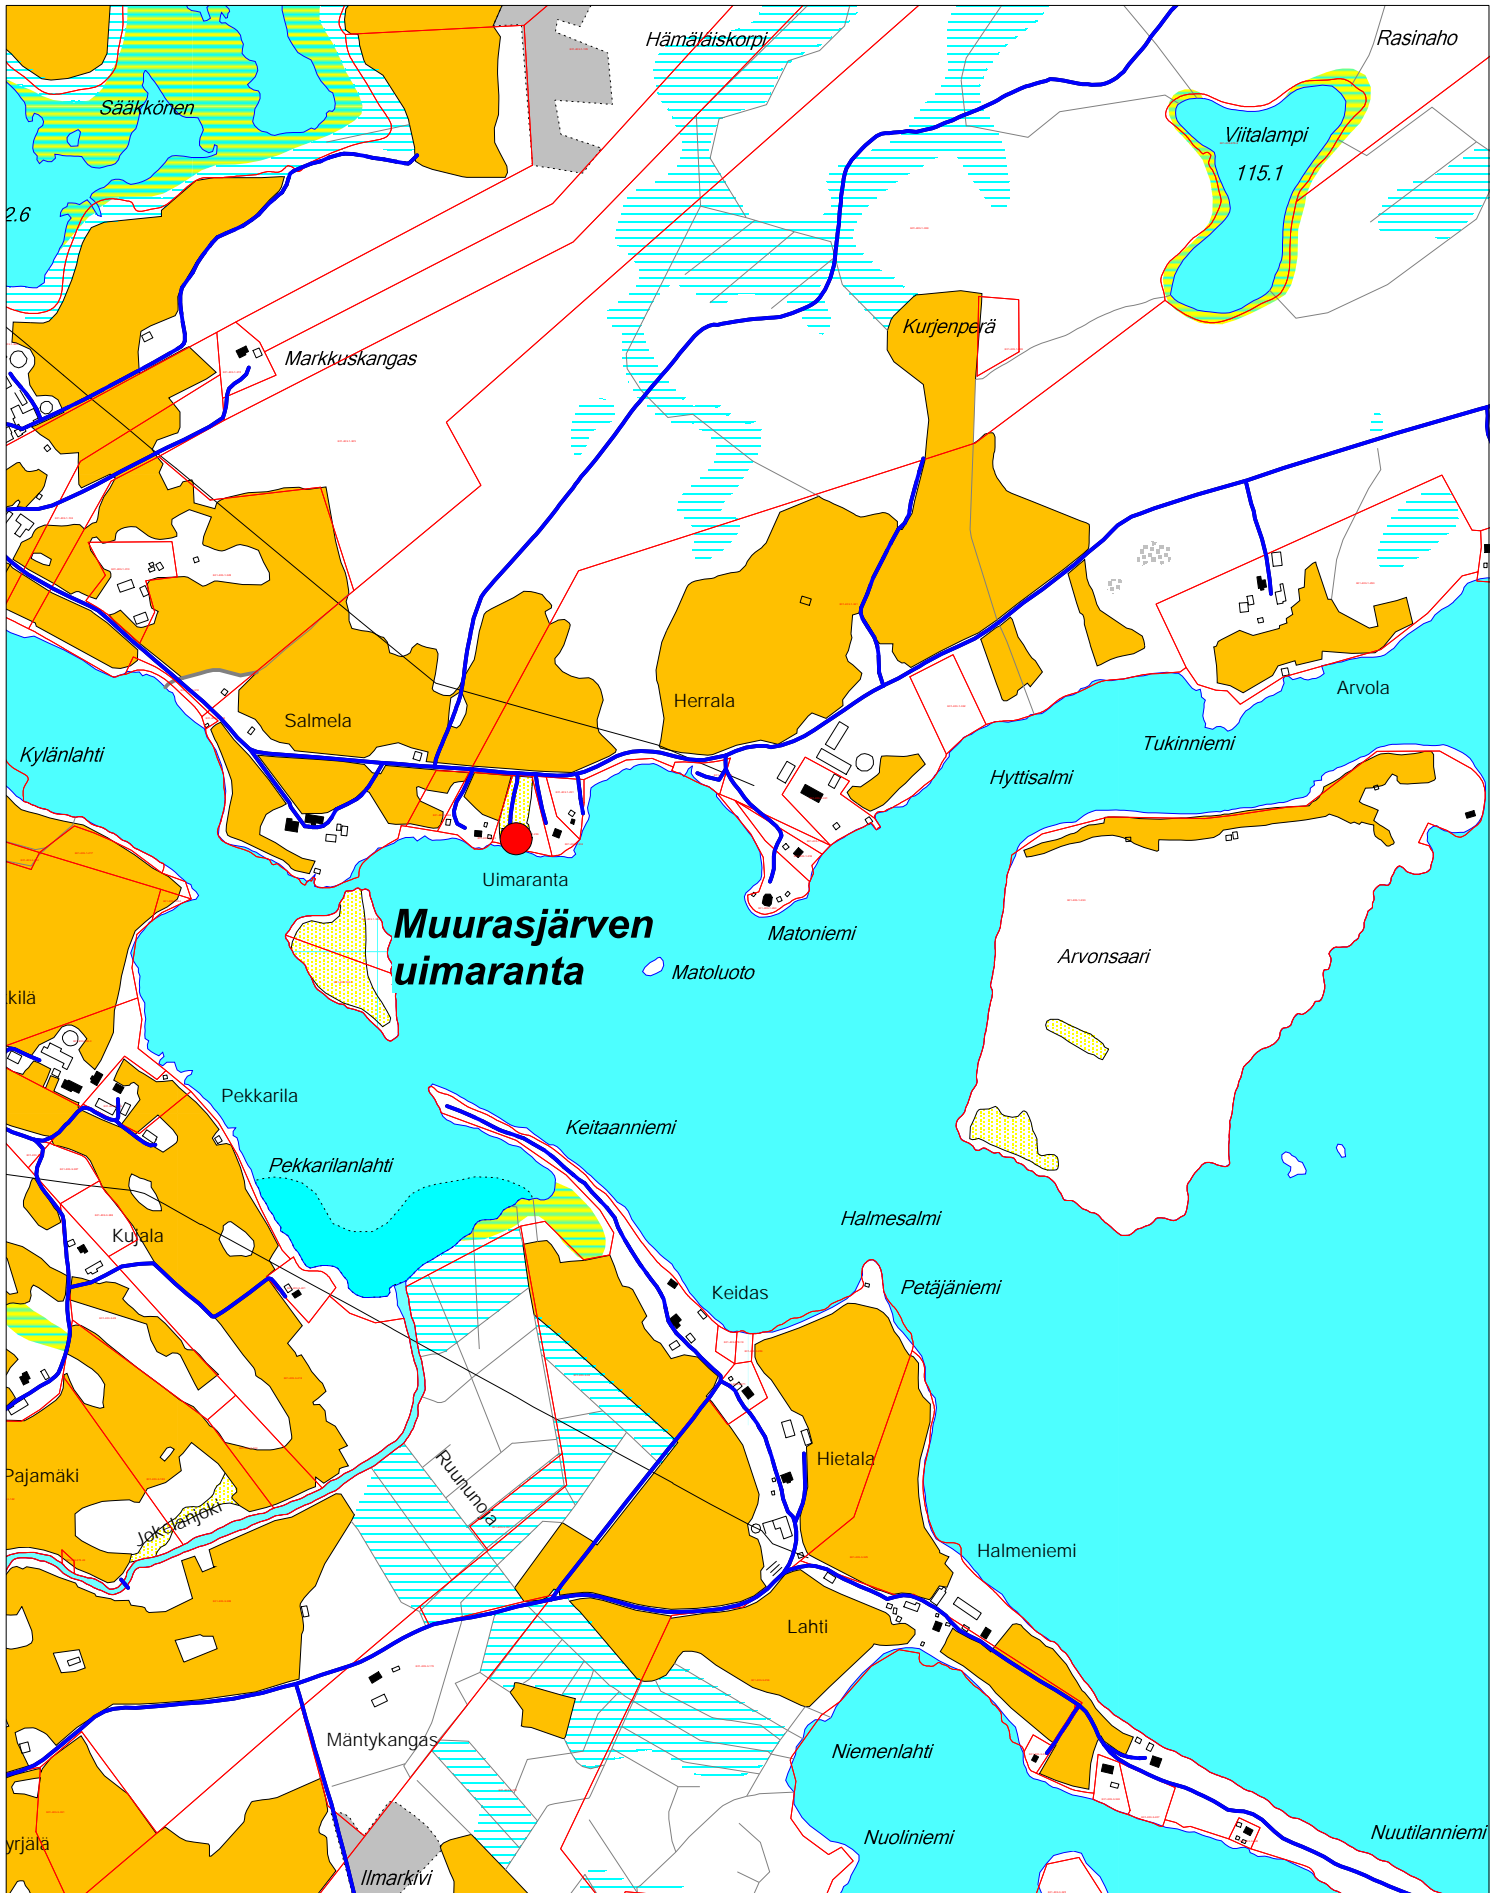 Hämäläiskorpi
Rasinaho
Sääkkönen
Viitalampi
115.1
2.6
Kurjenperä
Markkuskangas
Herrala
Arvola
Salmela
Tukinniemi
Kylänlahti
Hyttisalmi
Uimaranta
Muurasjärven
uimaranta
Matoniemi
Arvonsaari
Matoluoto
kilä
Pekkarila
Keitaanniemi
Pekkarilanlahti
Halmesalmi
Kujala
Keidas
Petäjäniemi
Hietala
Pajamäki
Ruununoja
Jokelanjoki
Halmeniemi
Lahti
Mäntykangas
Niemenlahti
Nuoliniemi
Nuutilanniemi
yrjälä
Ilmarkivi